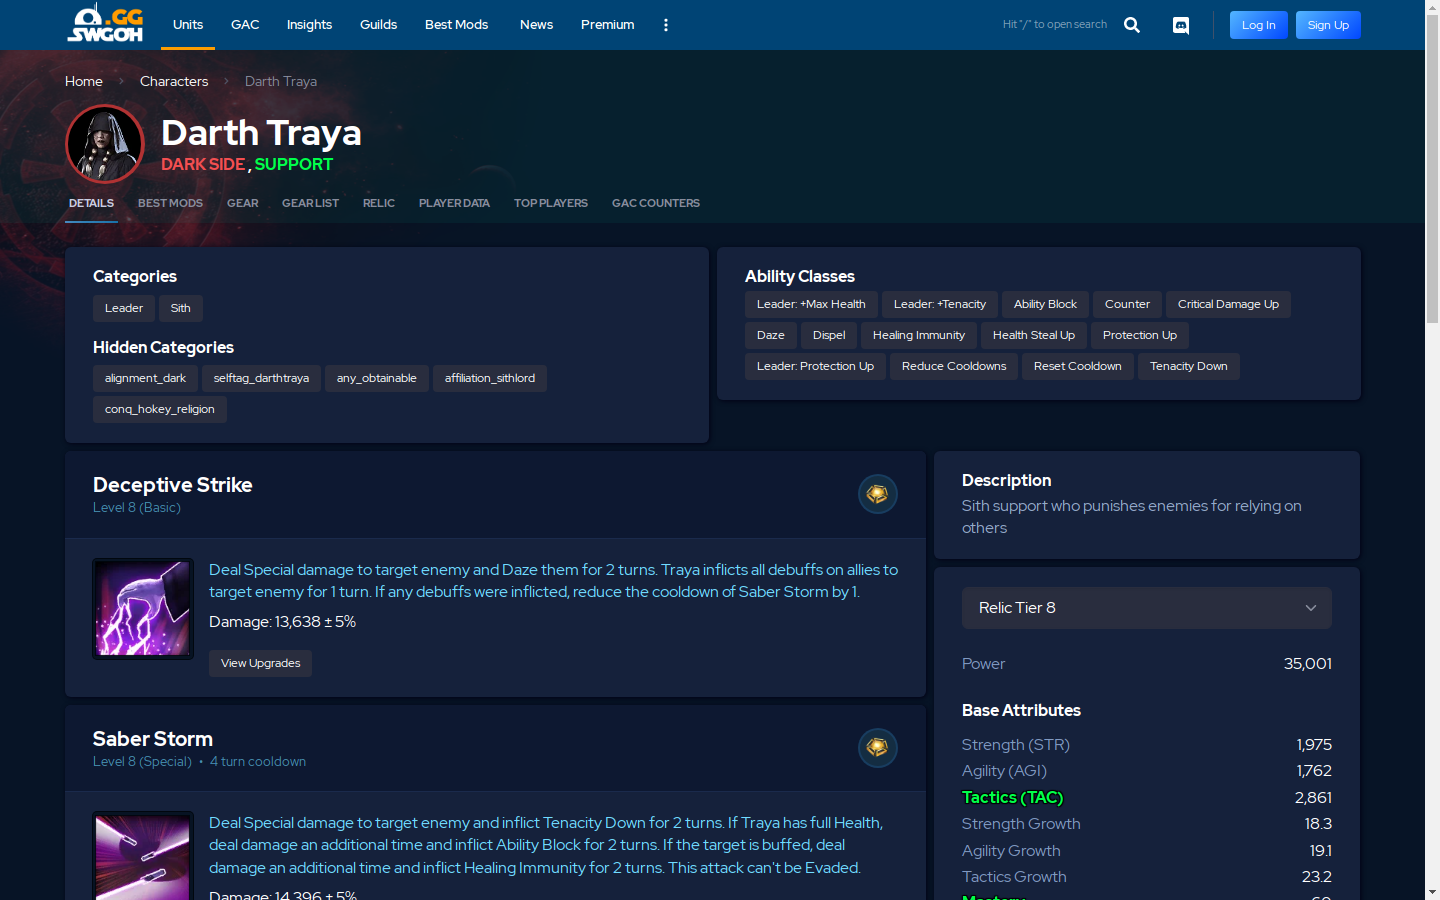 .GG
SWGOH
Units
GAC
Insights
Guilds
Best Mods
News
Premium
Hit "/" to open search
Log In
Sign Up
Home
Characters
Darth Traya
Darth Traya
DARK SIDE , SUPPORT
DETAILS
BEST MODS
GEAR
GEAR LIST
RELIC
PLAYER DATA
TOP PLAYERS
GAC COUNTERS
Categories
Leader
Sith
Hidden Categories
alignment_dark
selftag_darthtraya
any_obtainable
affiliation_sithlord
conq_hokey_religion
Ability Classes
Leader: +Max Health
Leader: +Tenacity
Ability Block
Counter
Critical Damage Up
Daze
Dispel
Healing Immunity
Health Steal Up
Protection Up
Leader: Protection Up
Reduce Cooldowns
Reset Cooldown
Tenacity Down
Deceptive Strike
Level 8 (Basic)
Deal Special damage to target enemy and Daze them for 2 turns. Traya inflicts all debuffs on allies to
target enemy for 1 turn. If any debuffs were inflicted, reduce the cooldown of Saber Storm by 1.
Damage: 13,638 ± 5%
View Upgrades
Saber Storm
Level 8 (Special) • 4 turn cooldown
Deal Special damage to target enemy and inflict Tenacity Down for 2 turns. If Traya has full Health,
deal damage an additional time and inflict Ability Block for 2 turns. If the target is buffed, deal
damage an additional time and inflict Healing Immunity for 2 turns. This attack can't be Evaded.
Damage: 14,396 ± 5%
Description
Sith support who punishes enemies for relying on
others
Relic Tier 8
Power 35,001
Base Attributes
Strength (STR) 1,975
Agility (AGI) 1,762
Tactics (TAC) 2,861
Strength Growth 18.3
Agility Growth 19.1
Tactics Growth 23.2
Mastery